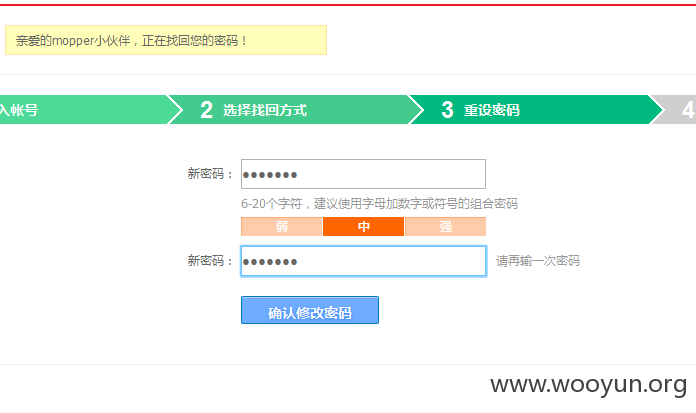 亲爱的mopper小伙伴，正在找回您的密码！
入帐号 2 选择找回方式 3 重设密码 4
新密码：
6-20个字符，建议使用字母加数字或符号的组合密码
弱 中 强
新密码： 请再输一次密码
确认修改密码
www.wooyun.org